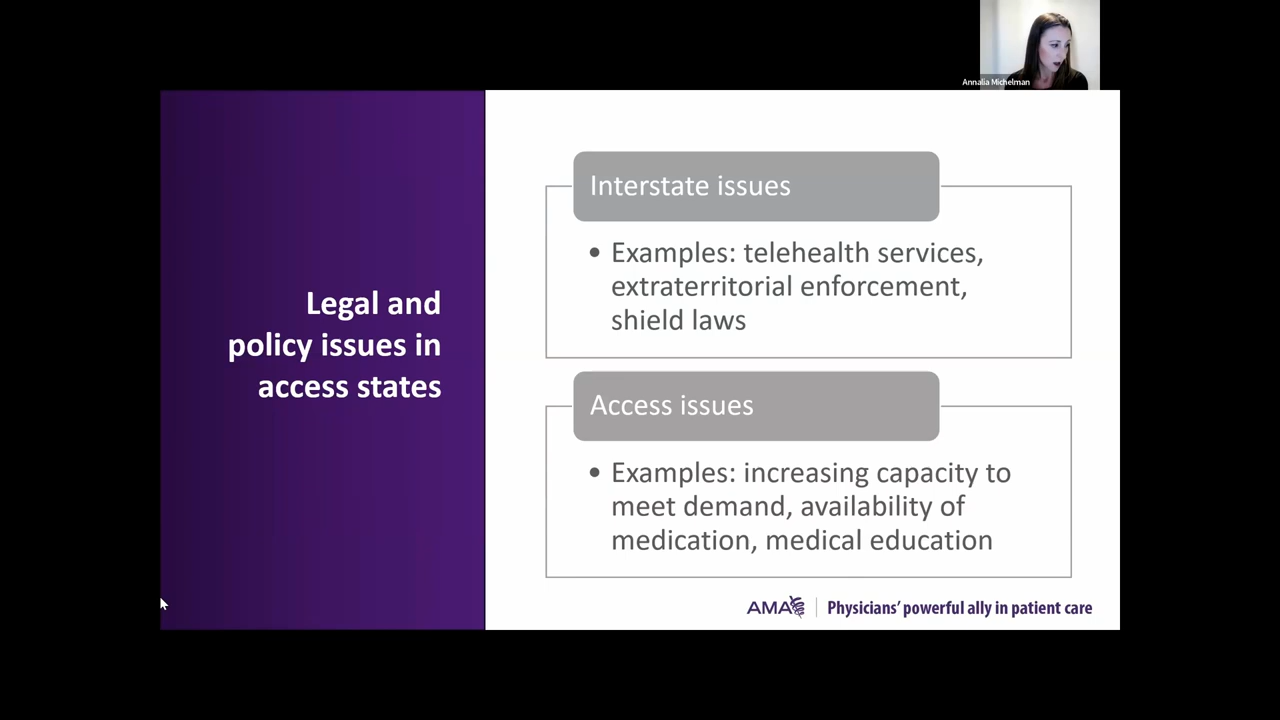 Annalia Michelman
Legal and
policy issues in
access states
Interstate issues
• Examples: telehealth services,
extraterritorial enforcement,
shield laws
Access issues
• Examples: increasing capacity to
meet demand, availability of
medication, medical education
AMA | Physicians’ powerful ally in patient care